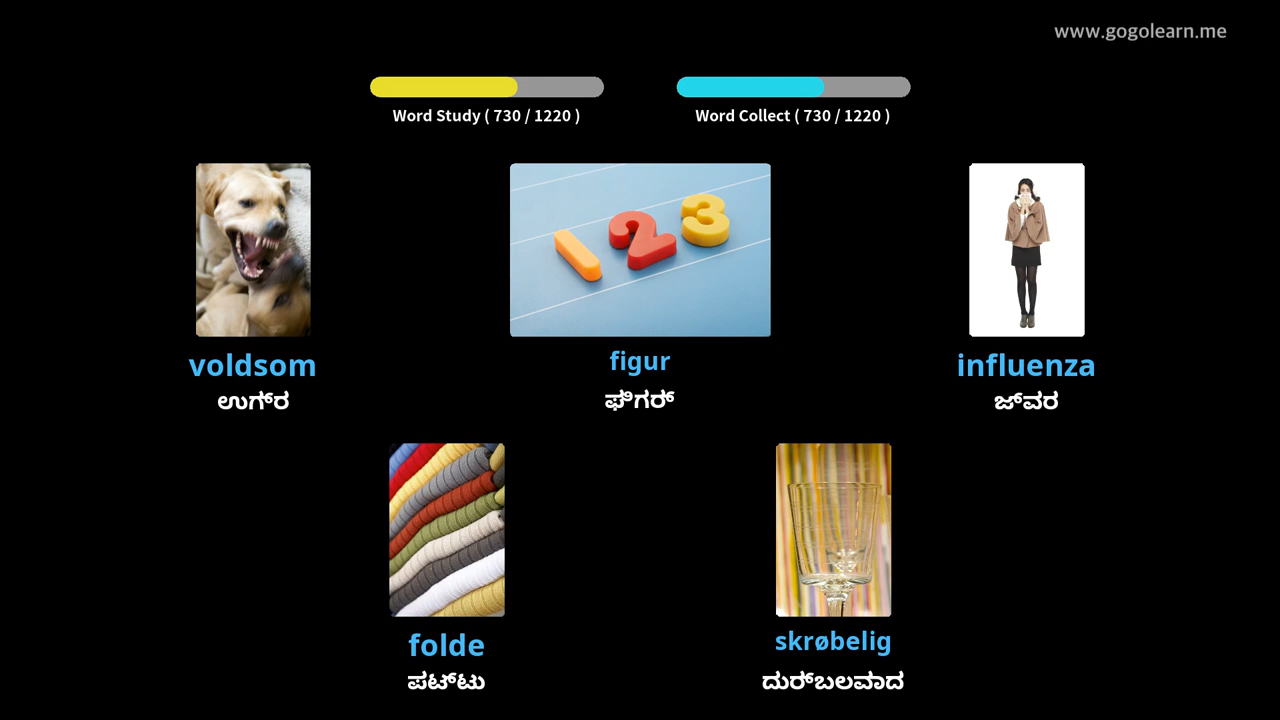 www.gogolearn.me
Word Study ( 730 / 1220 )
Word Collect ( 730 / 1220 )
voldsom
ಉಗ್‌ರ
figur
ಫಿಗರ್
influenza
ಜ್‌ವರ
folde
ಪಟ್‌ಟು
skrøbelig
ದುರ್‌ಬಲವಾದ